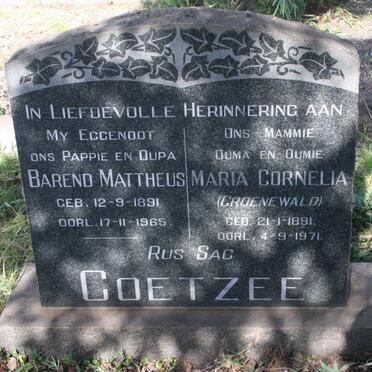 IN LIEFDEVOLLE HERINNERING AAN
MY EGGENOOT
ONS PAPPIE EN OUPA
BAREND MATTHEUS
GEB. 12-9-1891
OORL. 17-11-1965
ONS MAMMIE
OUMA EN OUMIE
MARIA CORNELIA
(GROENEWALD)
GEB. 21-1-1891
OORL. 4-9-1971
RUS SAG
COETZEE